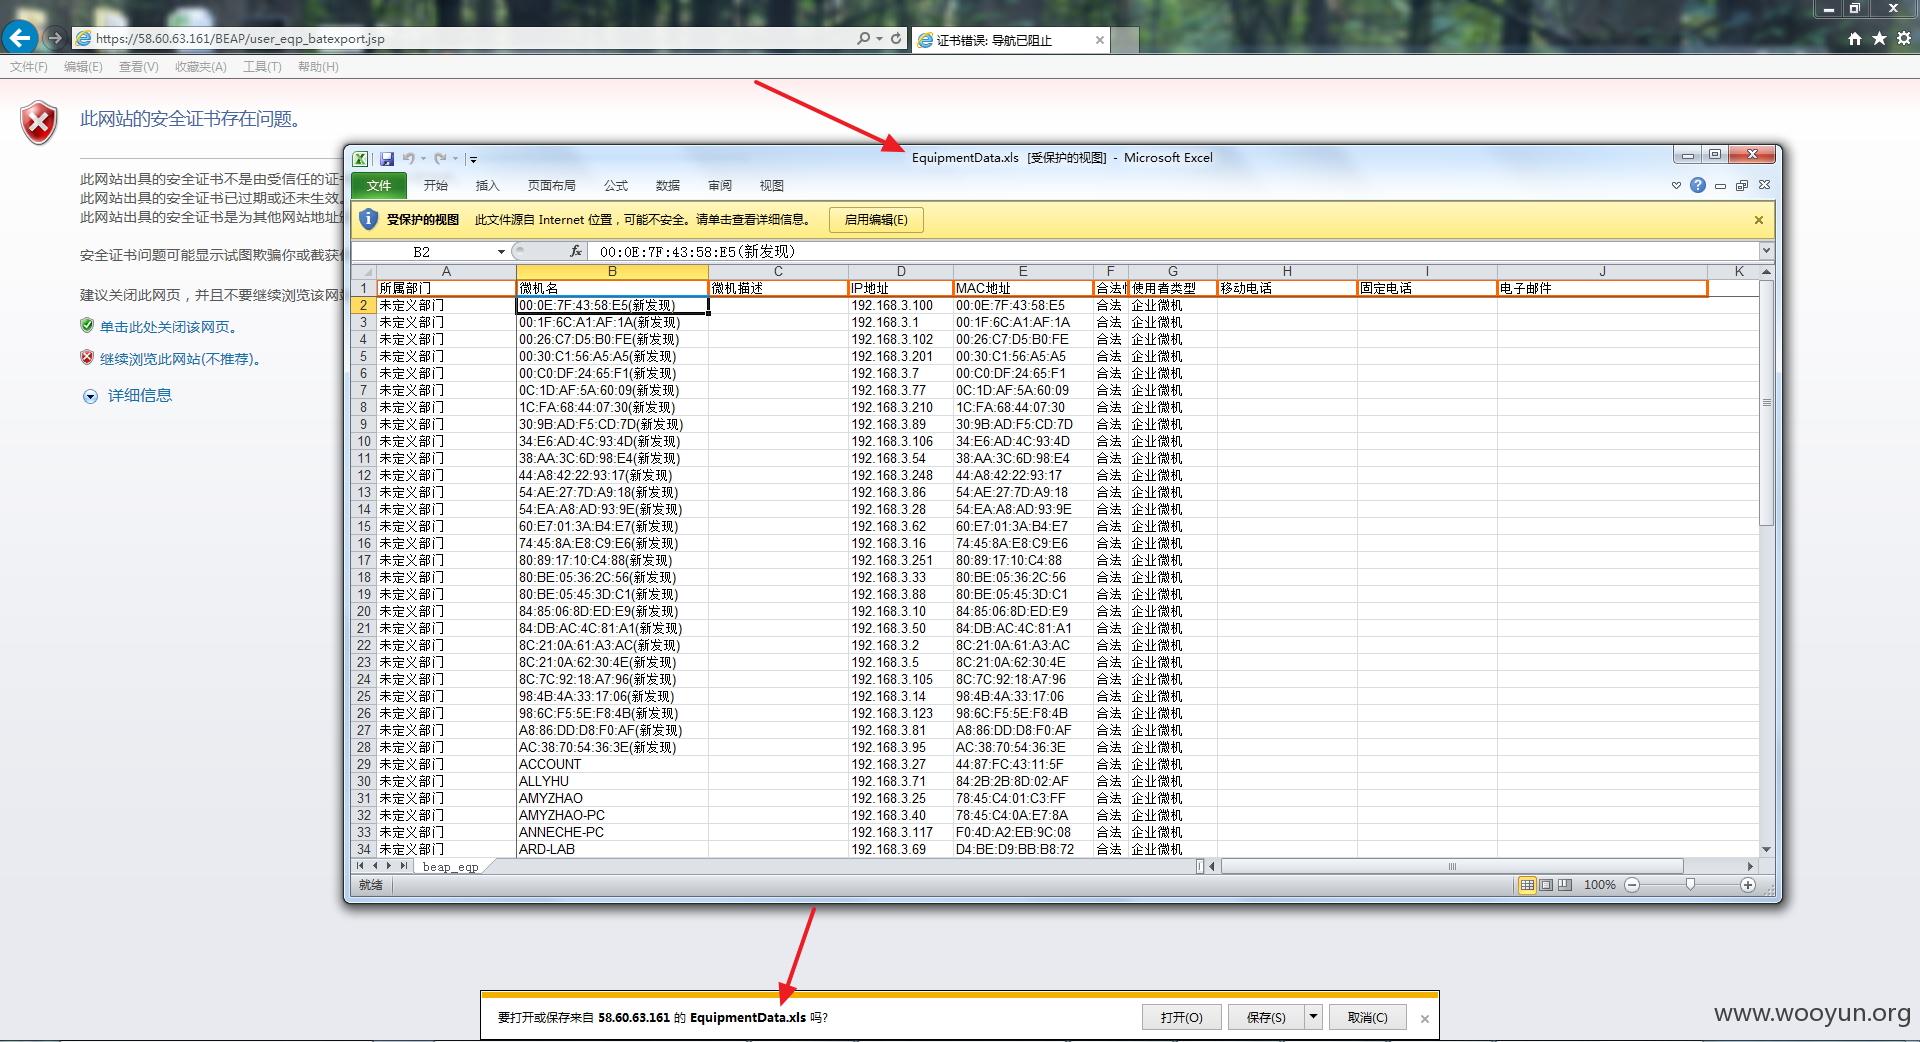 https://58.60.63.161/BEAP/user_eqp_batexport.jsp
证书错误: 导航已阻止
文件(F) 编辑(E) 查看(V) 收藏夹(A) 工具(T) 帮助(H)
此网站的安全证书存在问题。
此网站出具的安全证书不是由受信任的证
此网站出具的安全证书已过期或还未生效。
此网站出具的安全证书是为其他网站地址
安全证书问题可能显示试图欺骗你或截获
建议关闭此网页，并且不要继续浏览该网
单击此处关闭该网页。
继续浏览此网站(不推荐)。
详细信息
EquipmentData.xls [受保护的视图] - Microsoft Excel
文件 开始 插入 页面布局 公式 数据 审阅 视图
受保护的视图 此文件源自 Internet 位置，可能不安全。请单击查看详细信息。 启用编辑(E)
B2 fx 00:0E:7F:43:58:E5(新发现)
A B C D E F G H I J K
1 所属部门 微机名 微机描述 IP地址 MAC地址 合法 使用者类型 移动电话 固定电话 电子邮件
2 未定义部门 00:0E:7F:43:58:E5(新发现) 192.168.3.100 00:0E:7F:43:58:E5 合法 企业微机
3 未定义部门 00:1F:6C:A1:AF:1A(新发现) 192.168.3.1 00:1F:6C:A1:AF:1A 合法 企业微机
4 未定义部门 00:26:C7:D5:B0:FE(新发现) 192.168.3.102 00:26:C7:D5:B0:FE 合法 企业微机
5 未定义部门 00:30:C1:56:A5:A5(新发现) 192.168.3.201 00:30:C1:56:A5:A5 合法 企业微机
6 未定义部门 00:C0:DF:24:65:F1(新发现) 192.168.3.7 00:C0:DF:24:65:F1 合法 企业微机
7 未定义部门 0C:1D:AF:5A:60:09(新发现) 192.168.3.77 0C:1D:AF:5A:60:09 合法 企业微机
8 未定义部门 1C:FA:68:44:07:30(新发现) 192.168.3.210 1C:FA:68:44:07:30 合法 企业微机
9 未定义部门 30:9B:AD:F5:CD:7D(新发现) 192.168.3.89 30:9B:AD:F5:CD:7D 合法 企业微机
10 未定义部门 34:E6:AD:4C:93:4D(新发现) 192.168.3.106 34:E6:AD:4C:93:4D 合法 企业微机
11 未定义部门 38:AA:3C:6D:98:E4(新发现) 192.168.3.54 38:AA:3C:6D:98:E4 合法 企业微机
12 未定义部门 44:A8:42:22:93:17(新发现) 192.168.3.248 44:A8:42:22:93:17 合法 企业微机
13 未定义部门 54:AE:27:7D:A9:18(新发现) 192.168.3.86 54:AE:27:7D:A9:18 合法 企业微机
14 未定义部门 54:EA:A8:AD:93:9E(新发现) 192.168.3.28 54:EA:A8:AD:93:9E 合法 企业微机
15 未定义部门 60:E7:01:3A:B4:E7(新发现) 192.168.3.62 60:E7:01:3A:B4:E7 合法 企业微机
16 未定义部门 74:45:8A:E8:C9:E6(新发现) 192.168.3.16 74:45:8A:E8:C9:E6 合法 企业微机
17 未定义部门 80:89:17:10:C4:88(新发现) 192.168.3.251 80:89:17:10:C4:88 合法 企业微机
18 未定义部门 80:BE:05:36:2C:56(新发现) 192.168.3.33 80:BE:05:36:2C:56 合法 企业微机
19 未定义部门 80:BE:05:45:3D:C1(新发现) 192.168.3.88 80:BE:05:45:3D:C1 合法 企业微机
20 未定义部门 84:85:06:8D:ED:E9(新发现) 192.168.3.10 84:85:06:8D:ED:E9 合法 企业微机
21 未定义部门 84:DB:AC:4C:81:A1(新发现) 192.168.3.50 84:DB:AC:4C:81:A1 合法 企业微机
22 未定义部门 8C:21:0A:61:A3:AC(新发现) 192.168.3.2 8C:21:0A:61:A3:AC 合法 企业微机
23 未定义部门 8C:21:0A:62:30:4E(新发现) 192.168.3.5 8C:21:0A:62:30:4E 合法 企业微机
24 未定义部门 8C:7C:92:18:A7:96(新发现) 192.168.3.105 8C:7C:92:18:A7:96 合法 企业微机
25 未定义部门 98:4B:4A:33:17:06(新发现) 192.168.3.14 98:4B:4A:33:17:06 合法 企业微机
26 未定义部门 98:6C:F5:5E:F8:4B(新发现) 192.168.3.123 98:6C:F5:5E:F8:4B 合法 企业微机
27 未定义部门 A8:86:DD:D8:F0:AF(新发现) 192.168.3.81 A8:86:DD:D8:F0:AF 合法 企业微机
28 未定义部门 AC:38:70:54:36:3E(新发现) 192.168.3.95 AC:38:70:54:36:3E 合法 企业微机
29 未定义部门 ACCOUNT 192.168.3.27 44:87:FC:43:11:5F 合法 企业微机
30 未定义部门 ALLYHU 192.168.3.71 84:2B:2B:8D:02:AF 合法 企业微机
31 未定义部门 AMYZHAO 192.168.3.25 78:45:C4:01:C3:FF 合法 企业微机
32 未定义部门 AMYZHAO-PC 192.168.3.40 78:45:C4:0A:E7:8A 合法 企业微机
33 未定义部门 ANNECHE-PC 192.168.3.117 F0:4D:A2:EB:9C:08 合法 企业微机
34 未定义部门 ARD-LAB 192.168.3.69 D4:BE:D9:BB:B8:72 合法 企业微机
beap_eqp
就绪 100%
要打开或保存来自 58.60.63.161 的 EquipmentData.xls 吗? 打开(O) 保存(S) 取消(C)
www.wooyun.org